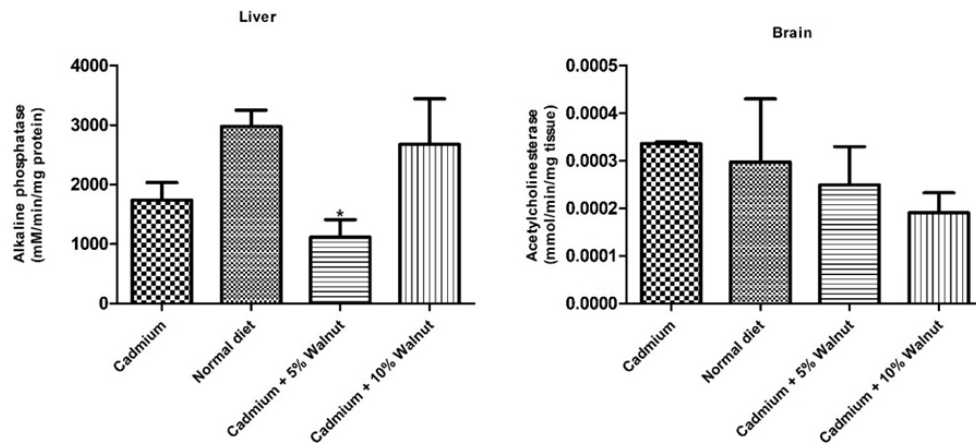 Liver
Alkaline phosphatase
(mM/min/mg protein)
4000
3000
2000
1000
0
*
Cadmium
Normal diet
Cadmium + 5% Walnut
Cadmium + 10% Walnut
Brain
Acetylcholinesterase
(mmol/min/mg tissue)
0.0005
0.0004
0.0003
0.0002
0.0001
0.0000
Cadmium
Normal diet
Cadmium + 5% Walnut
Cadmium + 10% Walnut